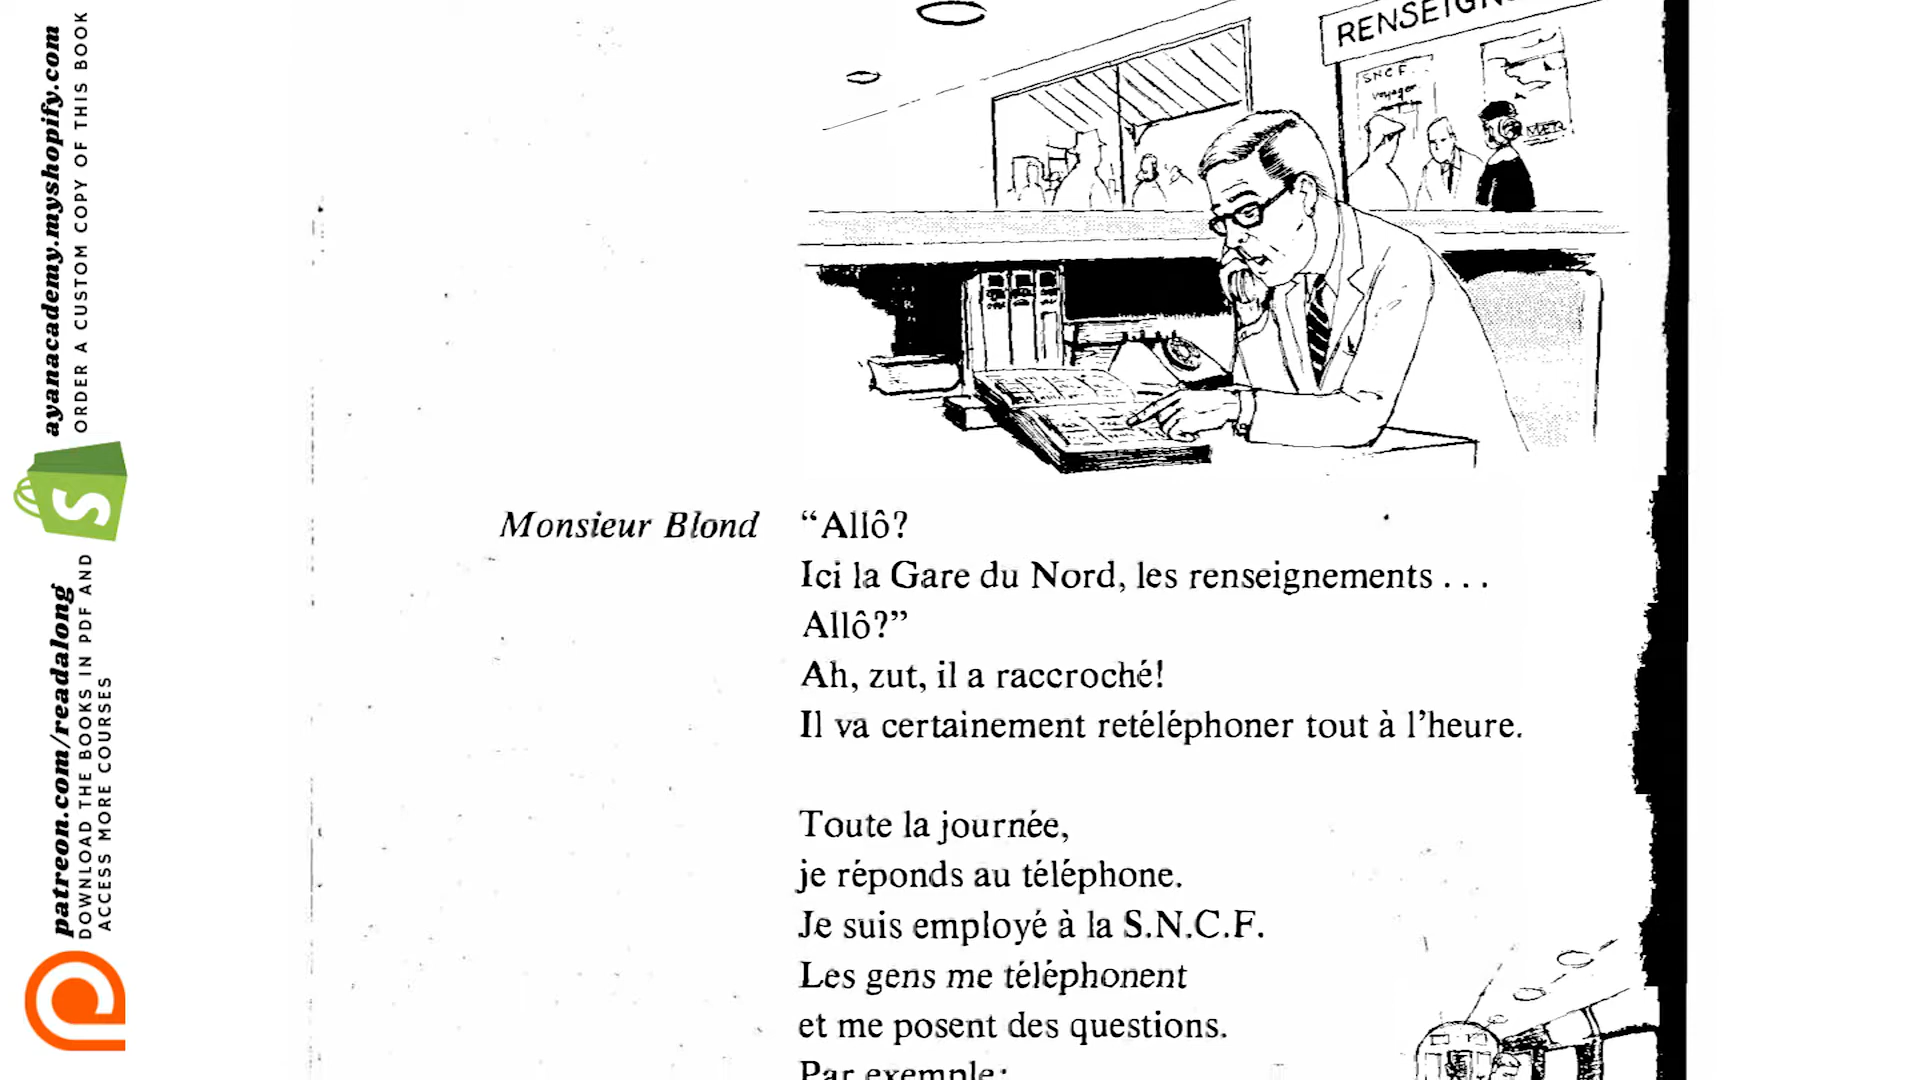 RENSEIGN
S.N.C.F.
voyager
Monsieur Blond “Allô?
Ici la Gare du Nord, les renseignements . . .
Allô?”
Ah, zut, il a raccroché!
Il va certainement retéléphoner tout à l’heure.
Toute la journée,
je réponds au téléphone.
Je suis employé à la S.N.C.F.
Les gens me téléphonent
et me posent des questions.
Par exemple:
ayanacademy.myshopify.com
ORDER A CUSTOM COPY OF THIS BOOK
patreon.com/readalong
DOWNLOAD THE BOOKS IN PDF AND
ACCESS MORE COURSES